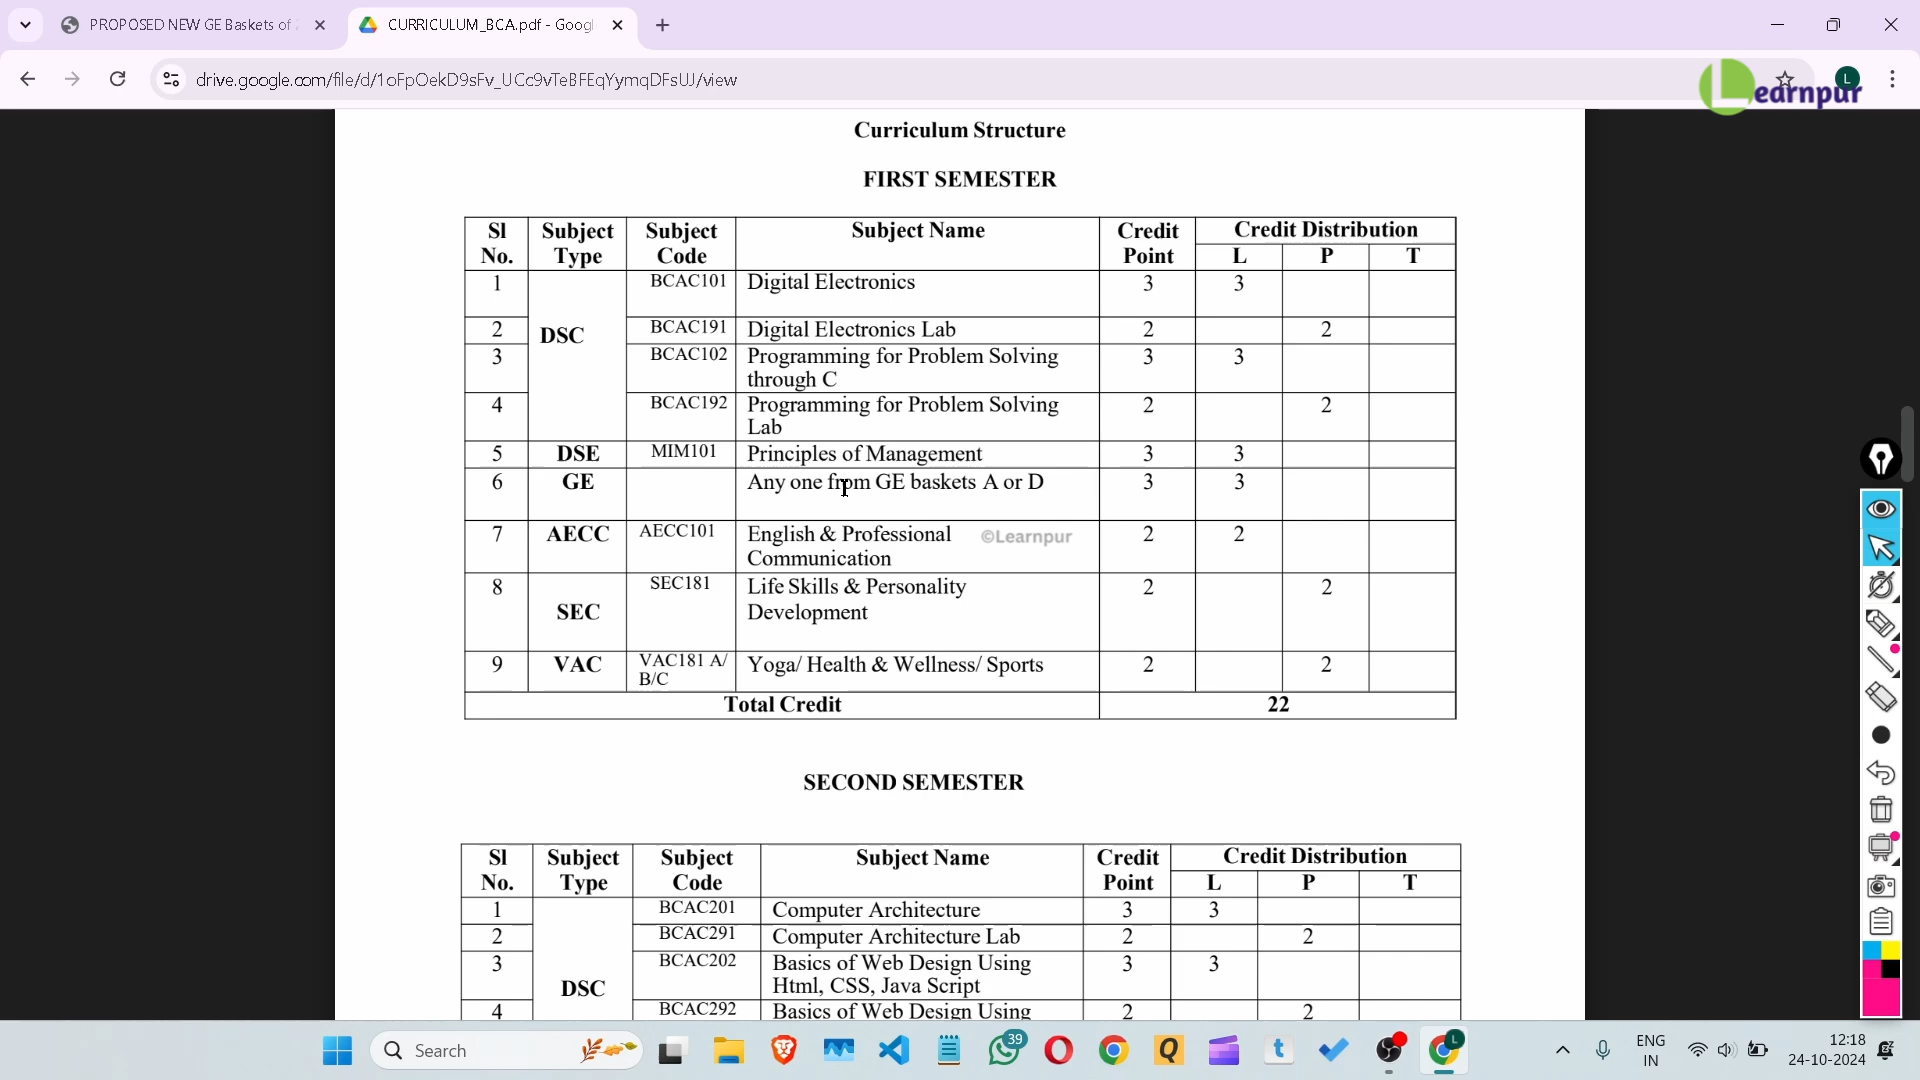 PROPOSED NEW GE Baskets of
CURRICULUM_BCA.pdf - Goog
drive.google.com/file/d/1oFpOekD9sFv_UCc9vTeBFEqYymqDFsUJ/view
L
Learnpur
Curriculum Structure
FIRST SEMESTER
Sl No. Subject Type Subject Code Subject Name Credit Point Credit Distribution
L P T
1 BCAC101 Digital Electronics 3 3
DSC
2 BCAC191 Digital Electronics Lab 2 2
3 BCAC102 Programming for Problem Solving 3 3
through C
4 BCAC192 Programming for Problem Solving 2 2
Lab
5 DSE MIM101 Principles of Management 3 3
6 GE Any one from GE baskets A or D 3 3
7 AECC AECC101 English & Professional 2 2
Communication
©Learnpur
8 SEC SEC181 Life Skills & Personality 2 2
Development
9 VAC VAC181 A/ Yoga/ Health & Wellness/ Sports 2 2
B/C
Total Credit 22
SECOND SEMESTER
Sl No. Subject Type Subject Code Subject Name Credit Point Credit Distribution
L P T
1 BCAC201 Computer Architecture 3 3
2 BCAC291 Computer Architecture Lab 2 2
3 BCAC202 Basics of Web Design Using 3 3
Html, CSS, Java Script
DSC
4 BCAC292 Basics of Web Design Using 2 2
Search
39
Q
t
L
ENG
IN
12:18
24-10-2024